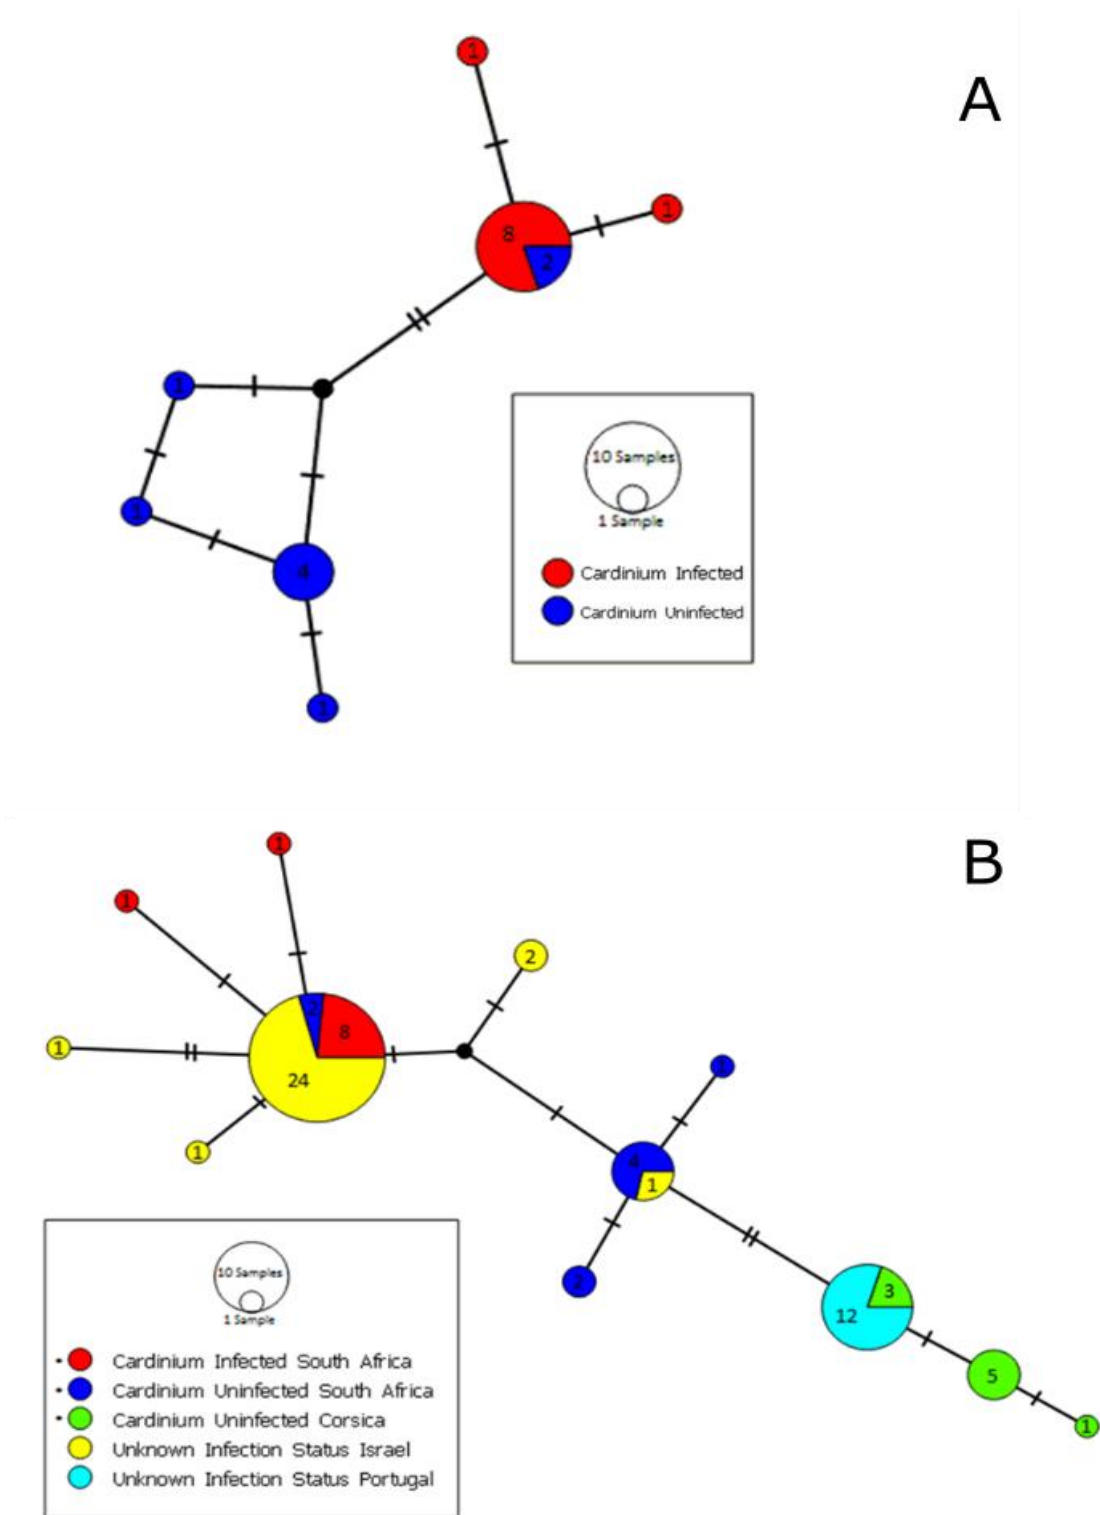 1
A
1
8
2
1
1
4
1
10 Samples
1 Sample
Cardinium Infected
Cardinium Uninfected
1
B
1
2
2
8
1
24
1
1
4
1
2
3
12
5
1
10 Samples
1 Sample
Cardinium Infected South Africa
Cardinium Uninfected South Africa
Cardinium Uninfected Corsica
Unknown Infection Status Israel
Unknown Infection Status Portugal